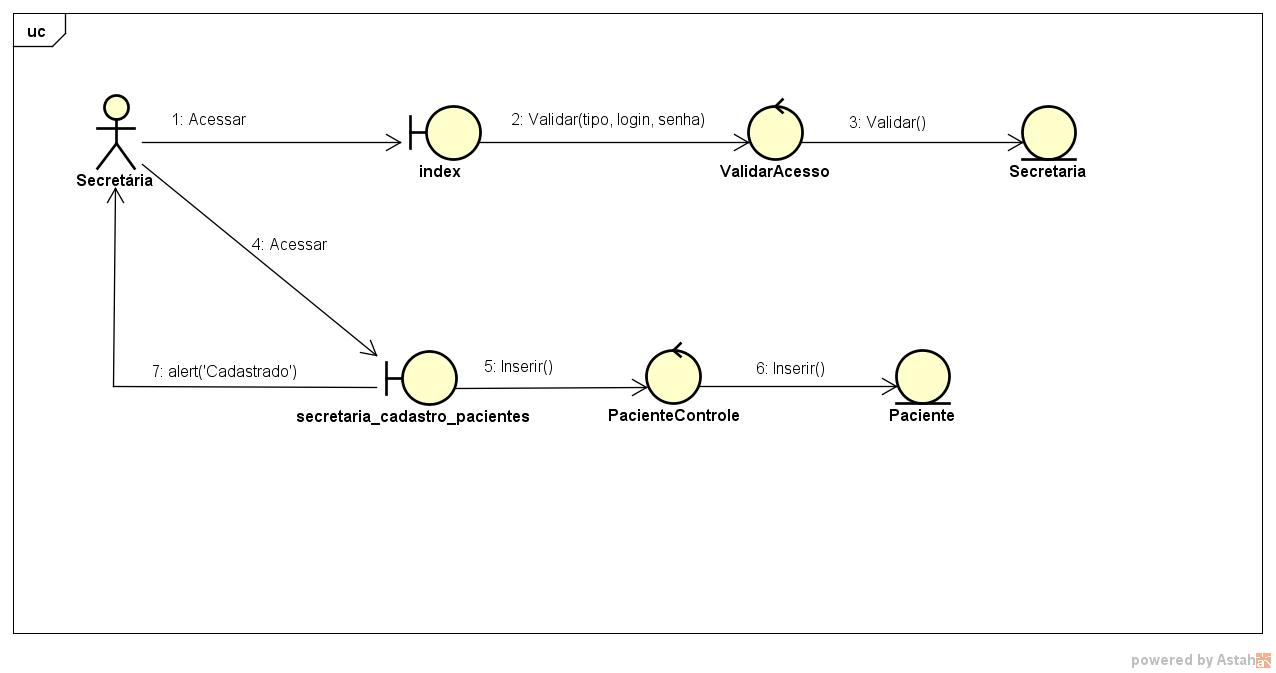 uc
1: Acessar
2: Validar(tipo, login, senha)
3: Validar()
index
ValidarAcesso
Secretaria
Secretária
4: Acessar
7: alert('Cadastrado')
5: Inserir()
6: Inserir()
secretaria_cadastro_pacientes
PacienteControle
Paciente
powered by Astah